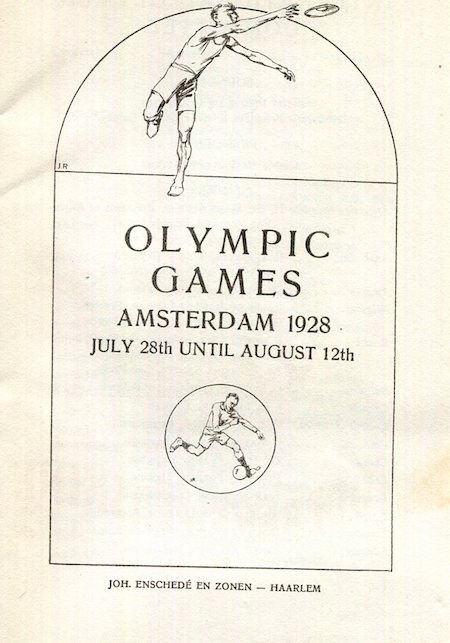 J.R
OLYMPIC
GAMES
AMSTERDAM 1928
JULY 28th UNTIL AUGUST 12th
JOH. ENSCHEDÉ EN ZONEN — HAARLEM